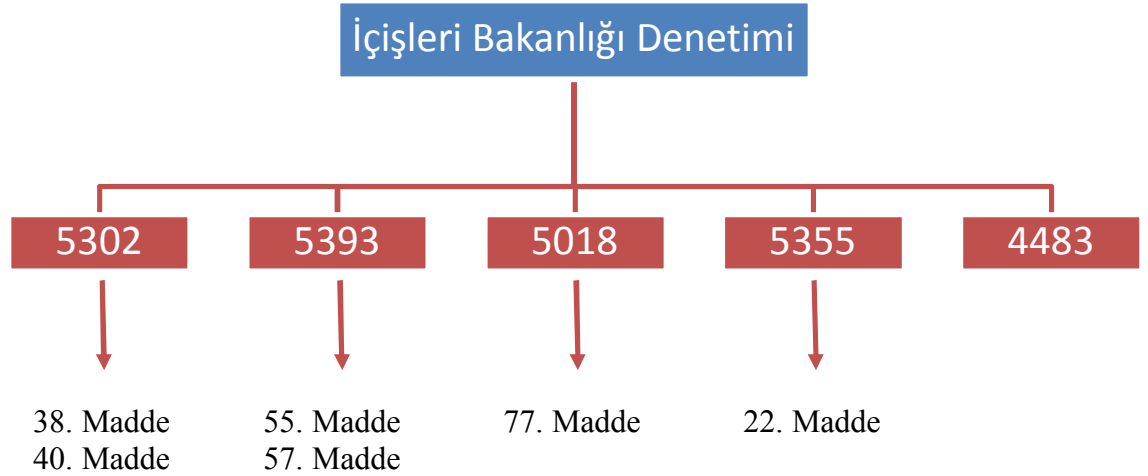 İçişleri Bakanlığı Denetimi
5302 5393 5018 5355 4483
38. Madde 55. Madde 77. Madde 22. Madde
40. Madde 57. Madde